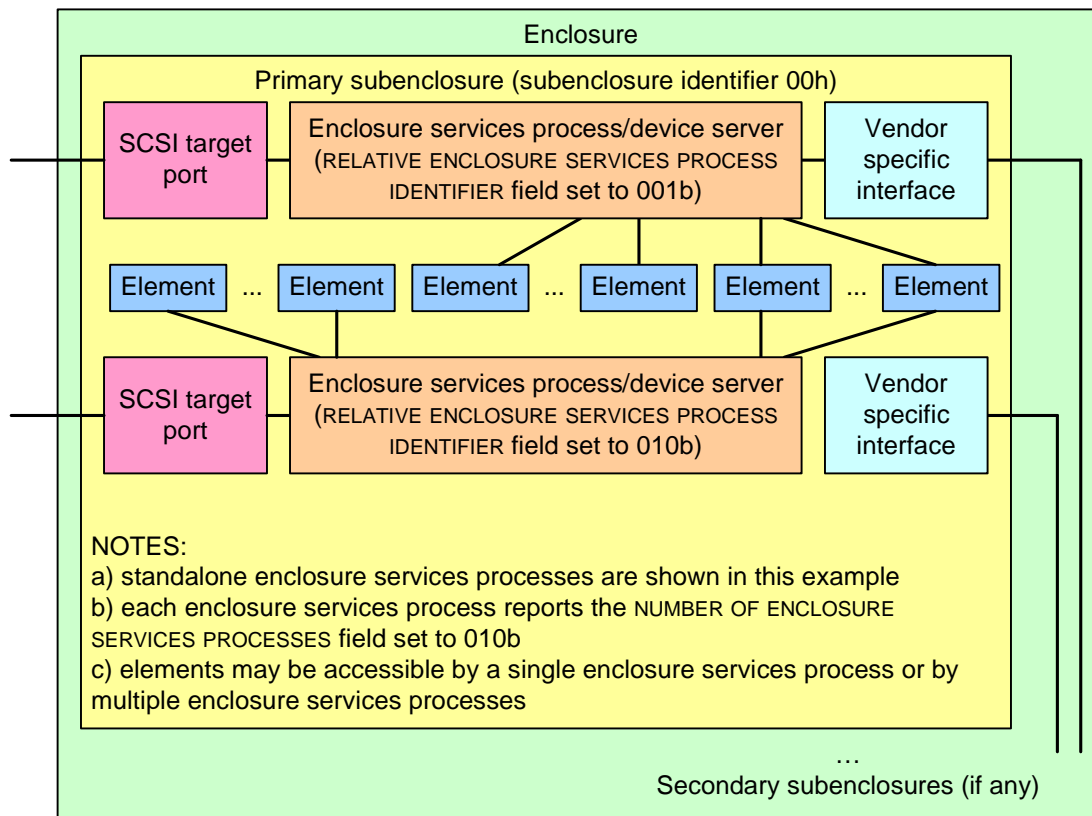 Enclosure
Primary subenclosure (subenclosure identifier 00h)
SCSI target
port
Enclosure services process/device server
(RELATIVE ENCLOSURE SERVICES PROCESS
IDENTIFIER field set to 001b)
Vendor
specific
interface
Element ... Element Element ... Element Element ... Element
SCSI target
port
Enclosure services process/device server
(RELATIVE ENCLOSURE SERVICES PROCESS
IDENTIFIER field set to 010b)
Vendor
specific
interface
NOTES:
a) standalone enclosure services processes are shown in this example
b) each enclosure services process reports the NUMBER OF ENCLOSURE
SERVICES PROCESSES field set to 010b
c) elements may be accessible by a single enclosure services process or by
multiple enclosure services processes
...
Secondary subenclosures (if any)